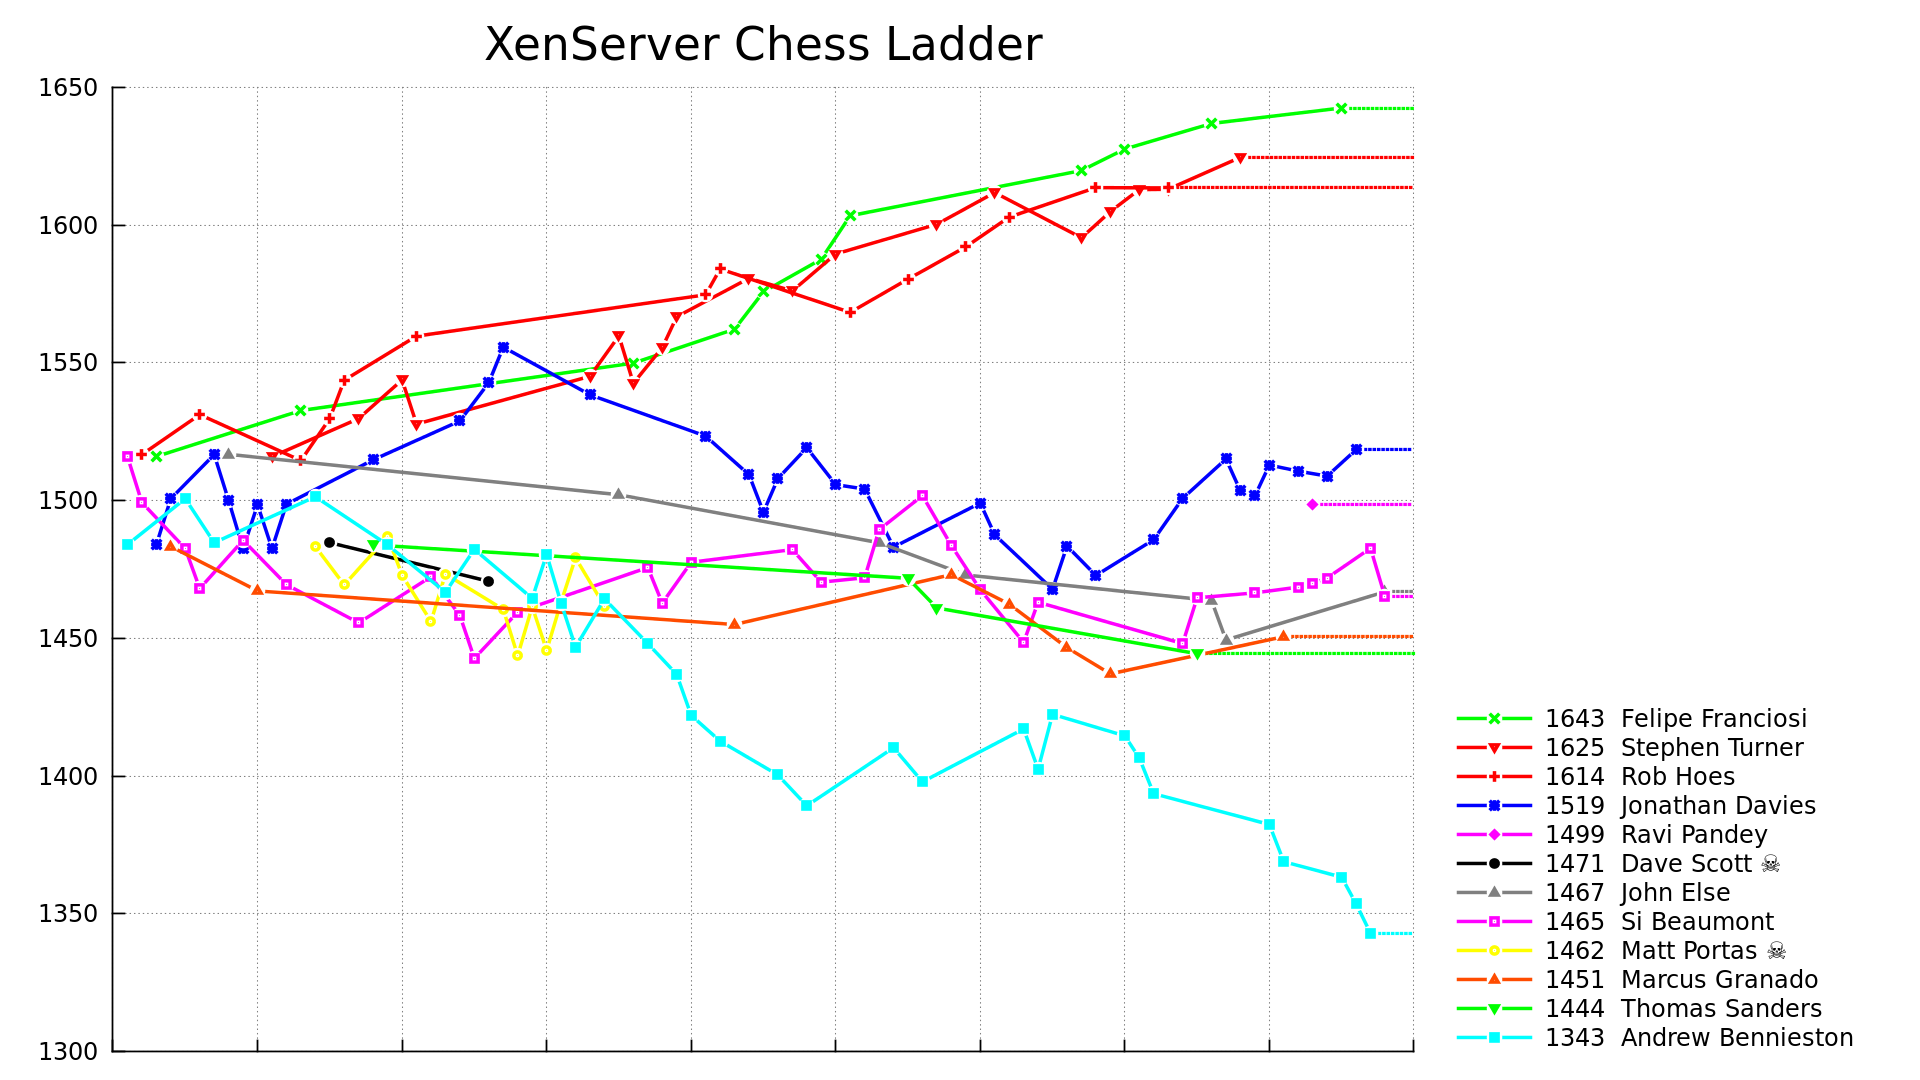 XenServer Chess Ladder
1650
1600
1550
1500
1450
1400
1350
1300
1643 Felipe Franciosi
1625 Stephen Turner
1614 Rob Hoes
1519 Jonathan Davies
1499 Ravi Pandey
1471 Dave Scott ☠
1467 John Else
1465 Si Beaumont
1462 Matt Portas ☠
1451 Marcus Granado
1444 Thomas Sanders
1343 Andrew Bennieston